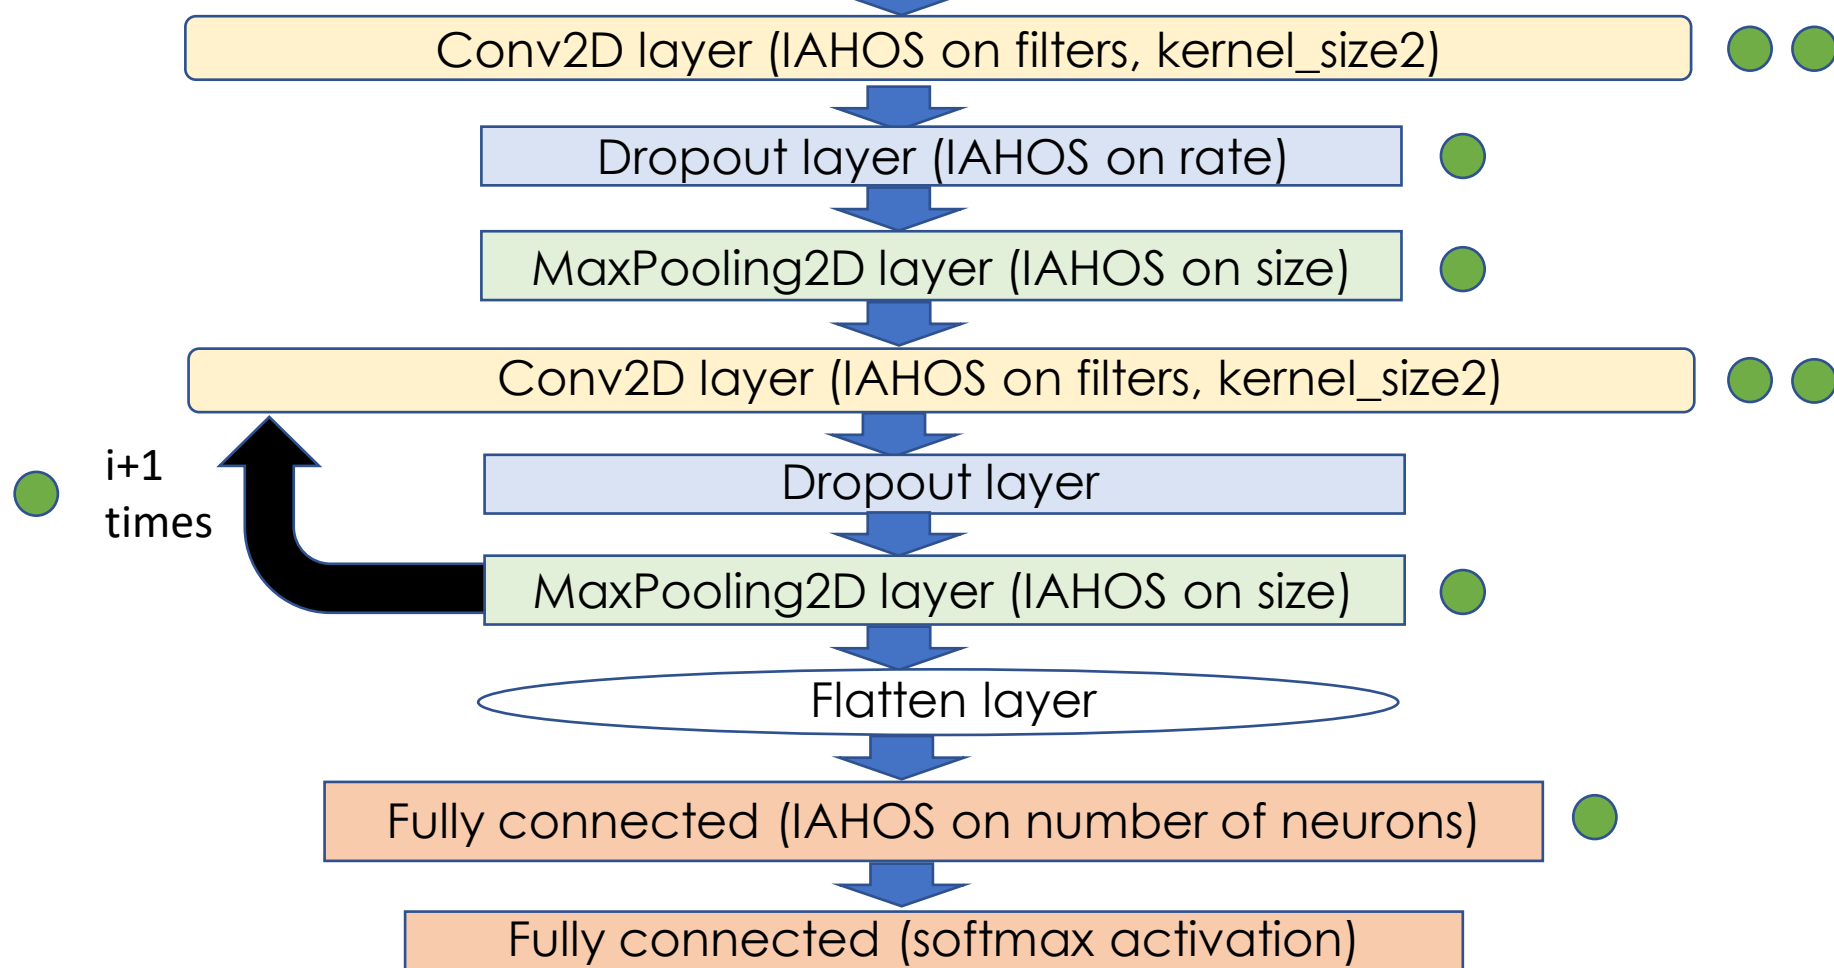 Conv2D layer (IAHOS on filters, kernel_size2)
Dropout layer (IAHOS on rate)
MaxPooling2D layer (IAHOS on size)
Conv2D layer (IAHOS on filters, kernel_size2)
i+1
times
Dropout layer
MaxPooling2D layer (IAHOS on size)
Flatten layer
Fully connected (IAHOS on number of neurons)
Fully connected (softmax activation)